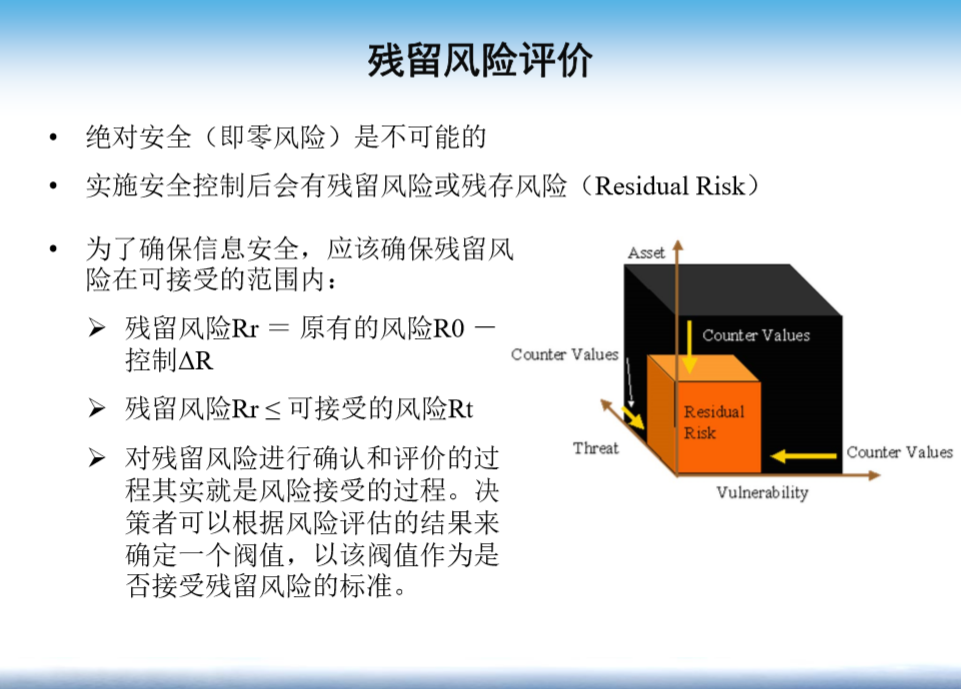 残留风险评价
• 绝对安全（即零风险）是不可能的
• 实施安全控制后会有残留风险或残存风险（Residual Risk）
• 为了确保信息安全，应该确保残留风
险在可接受的范围内：
➢ 残留风险Rr ＝ 原有的风险R0 －
控制ΔR
➢ 残留风险Rr ≤ 可接受的风险Rt
➢ 对残留风险进行确认和评价的过
程其实就是风险接受的过程。决
策者可以根据风险评估的结果来
确定一个阀值，以该阀值作为是
否接受残留风险的标准。
Asset
Counter Values
Counter Values
Residual
Risk
Threat
Counter Values
Vulnerability